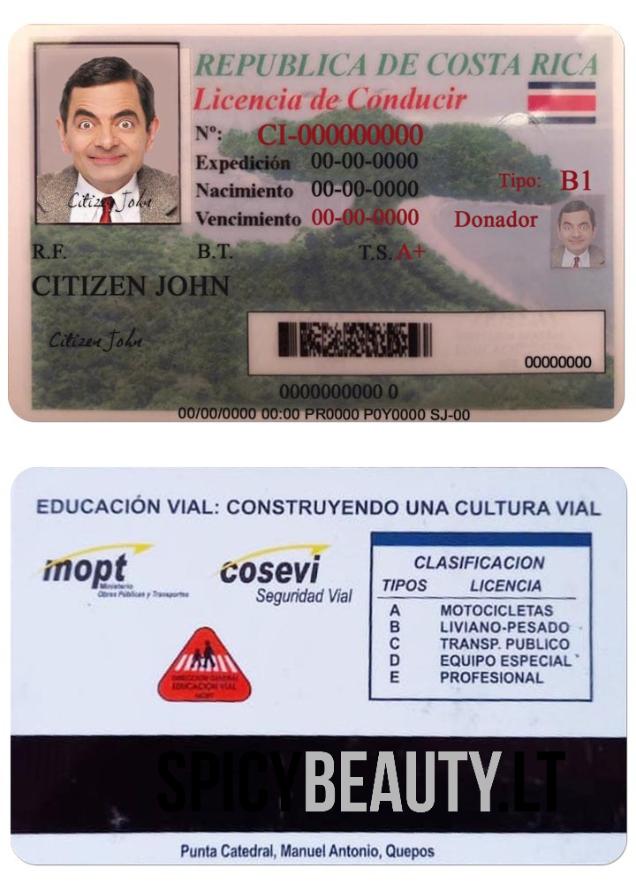 REPUBLICA DE COSTA RICA
Licencia de Conducir
Nº: CI-000000000
Expedición 00-00-0000
Nacimiento 00-00-0000
Tipo: B1
Vencimiento 00-00-0000 Donador
Citizen John
R.F. B.T. T.S. A+
CITIZEN JOHN
Citizen John
00000000
0000000000 0
00/00/0000 00:00 PR0000 P0Y0000 SJ-00
EDUCACIÓN VIAL: CONSTRUYENDO UNA CULTURA VIAL
mopt
Ministerio
Obras Públicas y Transportes
cosevi
Seguridad Vial
CLASIFICACION
TIPOS LICENCIA
A MOTOCICLETAS
B LIVIANO-PESADO
C TRANSP. PUBLICO
D EQUIPO ESPECIAL
E PROFESIONAL
DIRECCION GENERAL
EDUCACION VIAL
MOPT
SPICYBEAUTY.LT
Punta Catedral, Manuel Antonio, Quepos